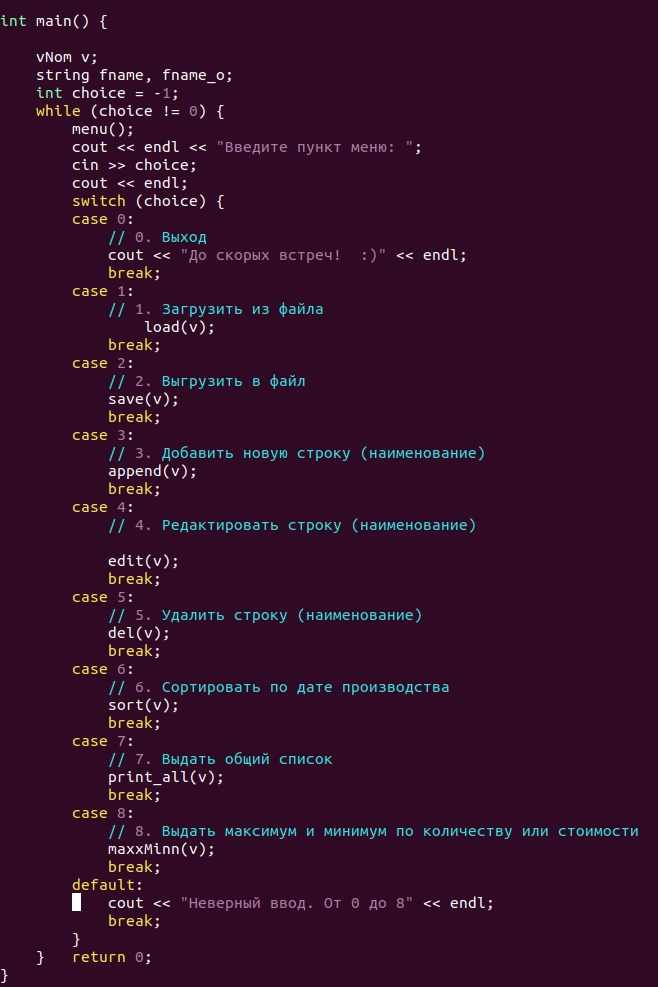 int main() {
vNom v;
string fname, fname_o;
int choice = -1;
while (choice != 0) {
menu();
cout << endl << "Введите пункт меню: ";
cin >> choice;
cout << endl;
switch (choice) {
case 0:
// 0. Выход
cout << "До скорых встреч!  :)" << endl;
break;
case 1:
// 1. Загрузить из файла
load(v);
break;
case 2:
// 2. Выгрузить в файл
save(v);
break;
case 3:
// 3. Добавить новую строку (наименование)
append(v);
break;
case 4:
// 4. Редактировать строку (наименование)
edit(v);
break;
case 5:
// 5. Удалить строку (наименование)
del(v);
break;
case 6:
// 6. Сортировать по дате производства
sort(v);
break;
case 7:
// 7. Выдать общий список
print_all(v);
break;
case 8:
// 8. Выдать максимум и минимум по количеству или стоимости
maxxMinn(v);
break;
default:
cout << "Неверный ввод. От 0 до 8" << endl;
break;
}
}   return 0;
}